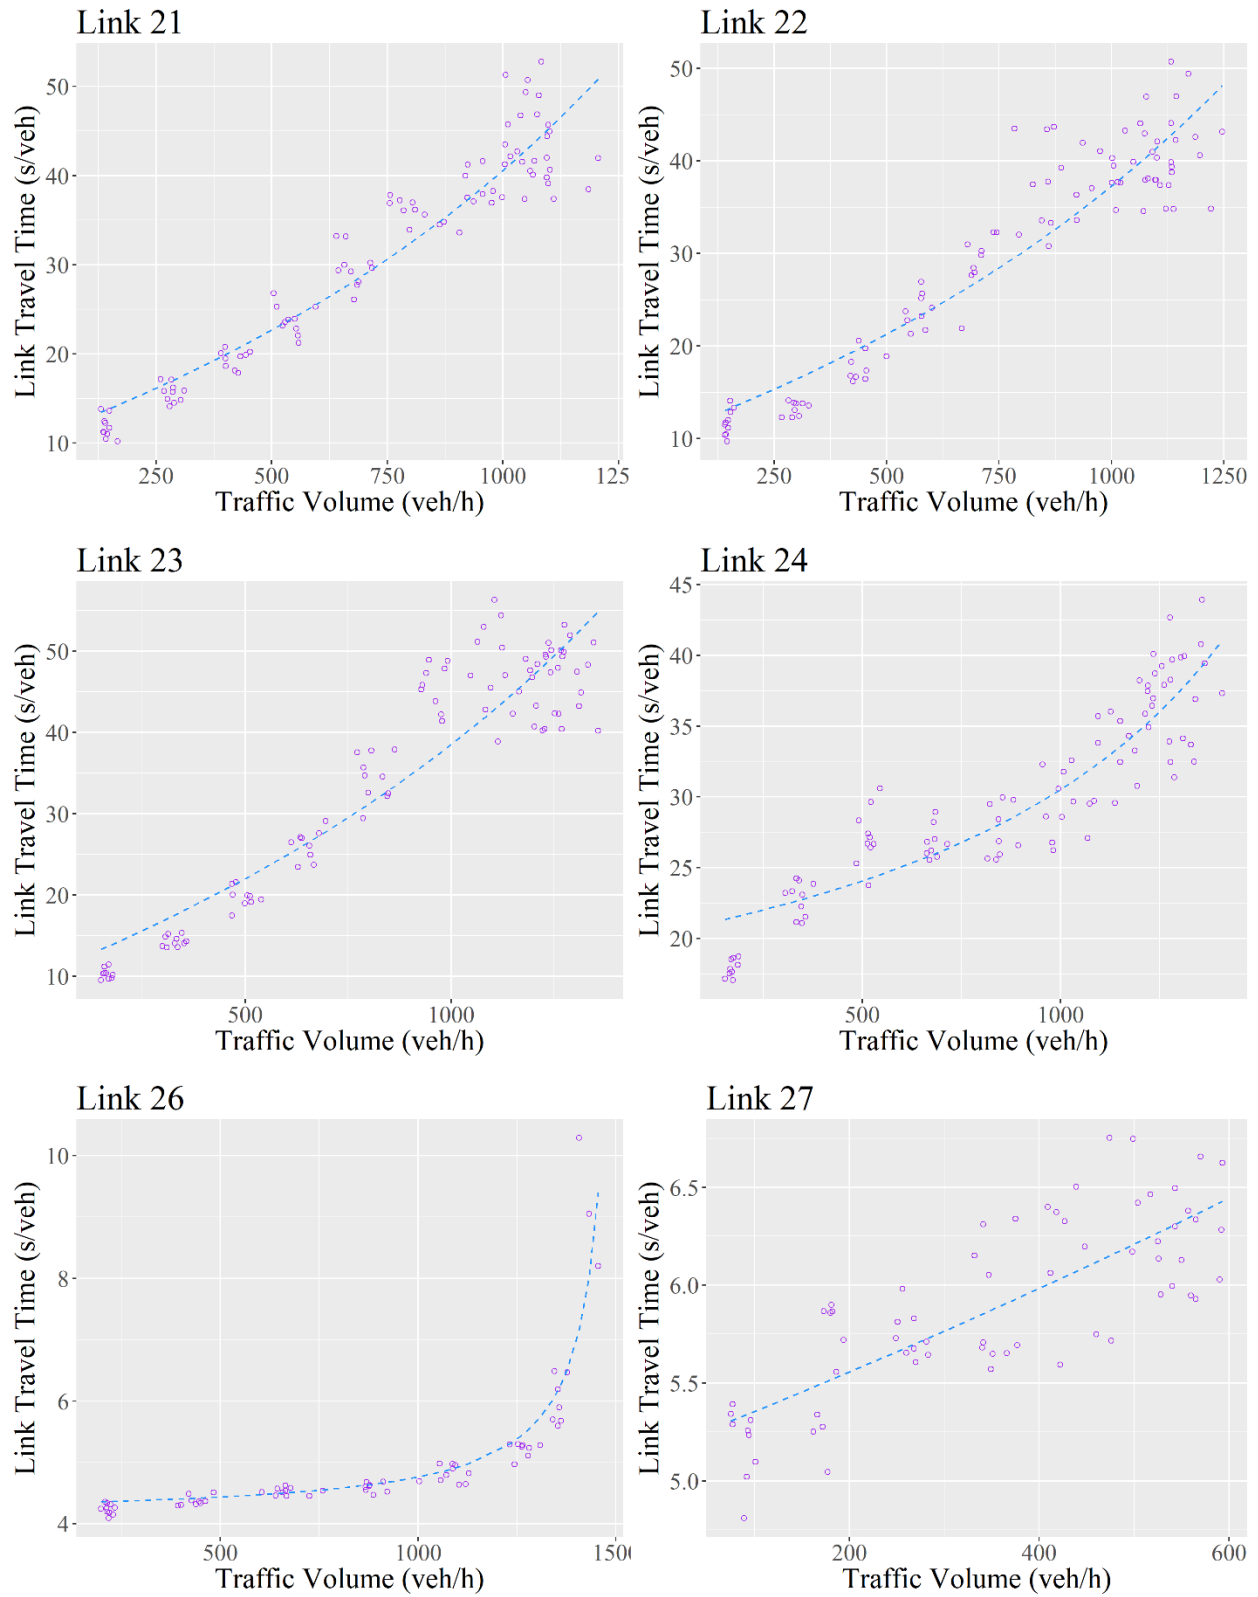 Link 21
Link Travel Time (s/veh)
50
40
30
20
10
250 500 750 1000 125
Traffic Volume (veh/h)
Link 22
Link Travel Time (s/veh)
50
40
30
20
10
250 500 750 1000 1250
Traffic Volume (veh/h)
Link 23
Link Travel Time (s/veh)
50
40
30
20
10
500 1000
Traffic Volume (veh/h)
Link 24
Link Travel Time (s/veh)
45
40
35
30
25
20
500 1000
Traffic Volume (veh/h)
Link 26
Link Travel Time (s/veh)
10
8
6
4
500 1000 1500
Traffic Volume (veh/h)
Link 27
Link Travel Time (s/veh)
6.5
6.0
5.5
5.0
200 400 600
Traffic Volume (veh/h)